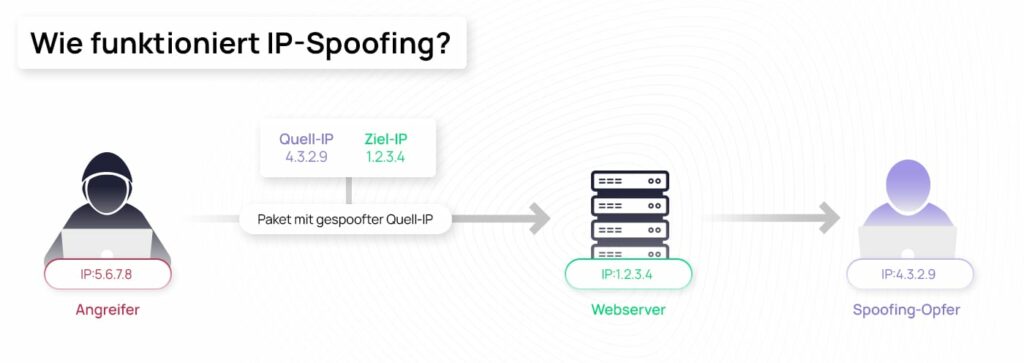 Wie funktioniert IP-Spoofing?
Quell-IP Ziel-IP
4.3.2.9 1.2.3.4
Paket mit gespoofter Quell-IP
IP:5.6.7.8 IP:1.2.3.4 IP:4.3.2.9
Angreifer Webserver Spoofing-Opfer